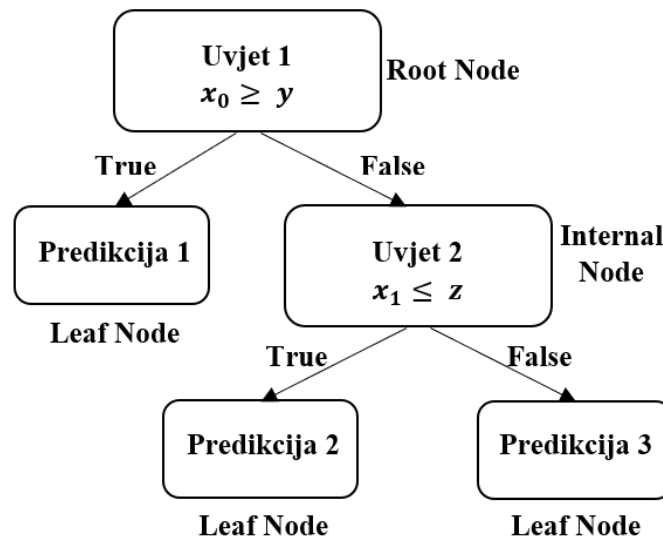 Uvjet 1
x₀ ≥ y
Root Node
True
False
Predikcija 1
Leaf Node
Uvjet 2
x₁ ≤ z
Internal
Node
True
False
Predikcija 2
Predikcija 3
Leaf Node
Leaf Node